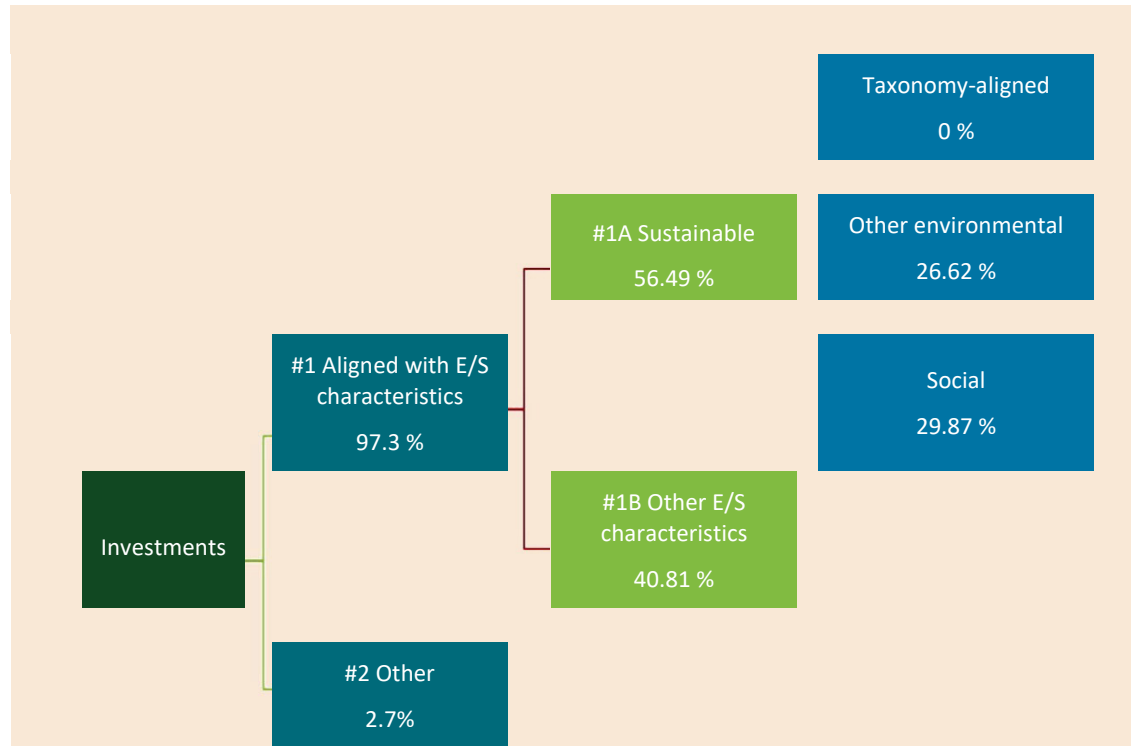 Investments
#1 Aligned with E/S
characteristics
97.3 %
#2 Other
2.7%
#1A Sustainable
56.49 %
#1B Other E/S
characteristics
40.81 %
Taxonomy-aligned
0 %
Other environmental
26.62 %
Social
29.87 %